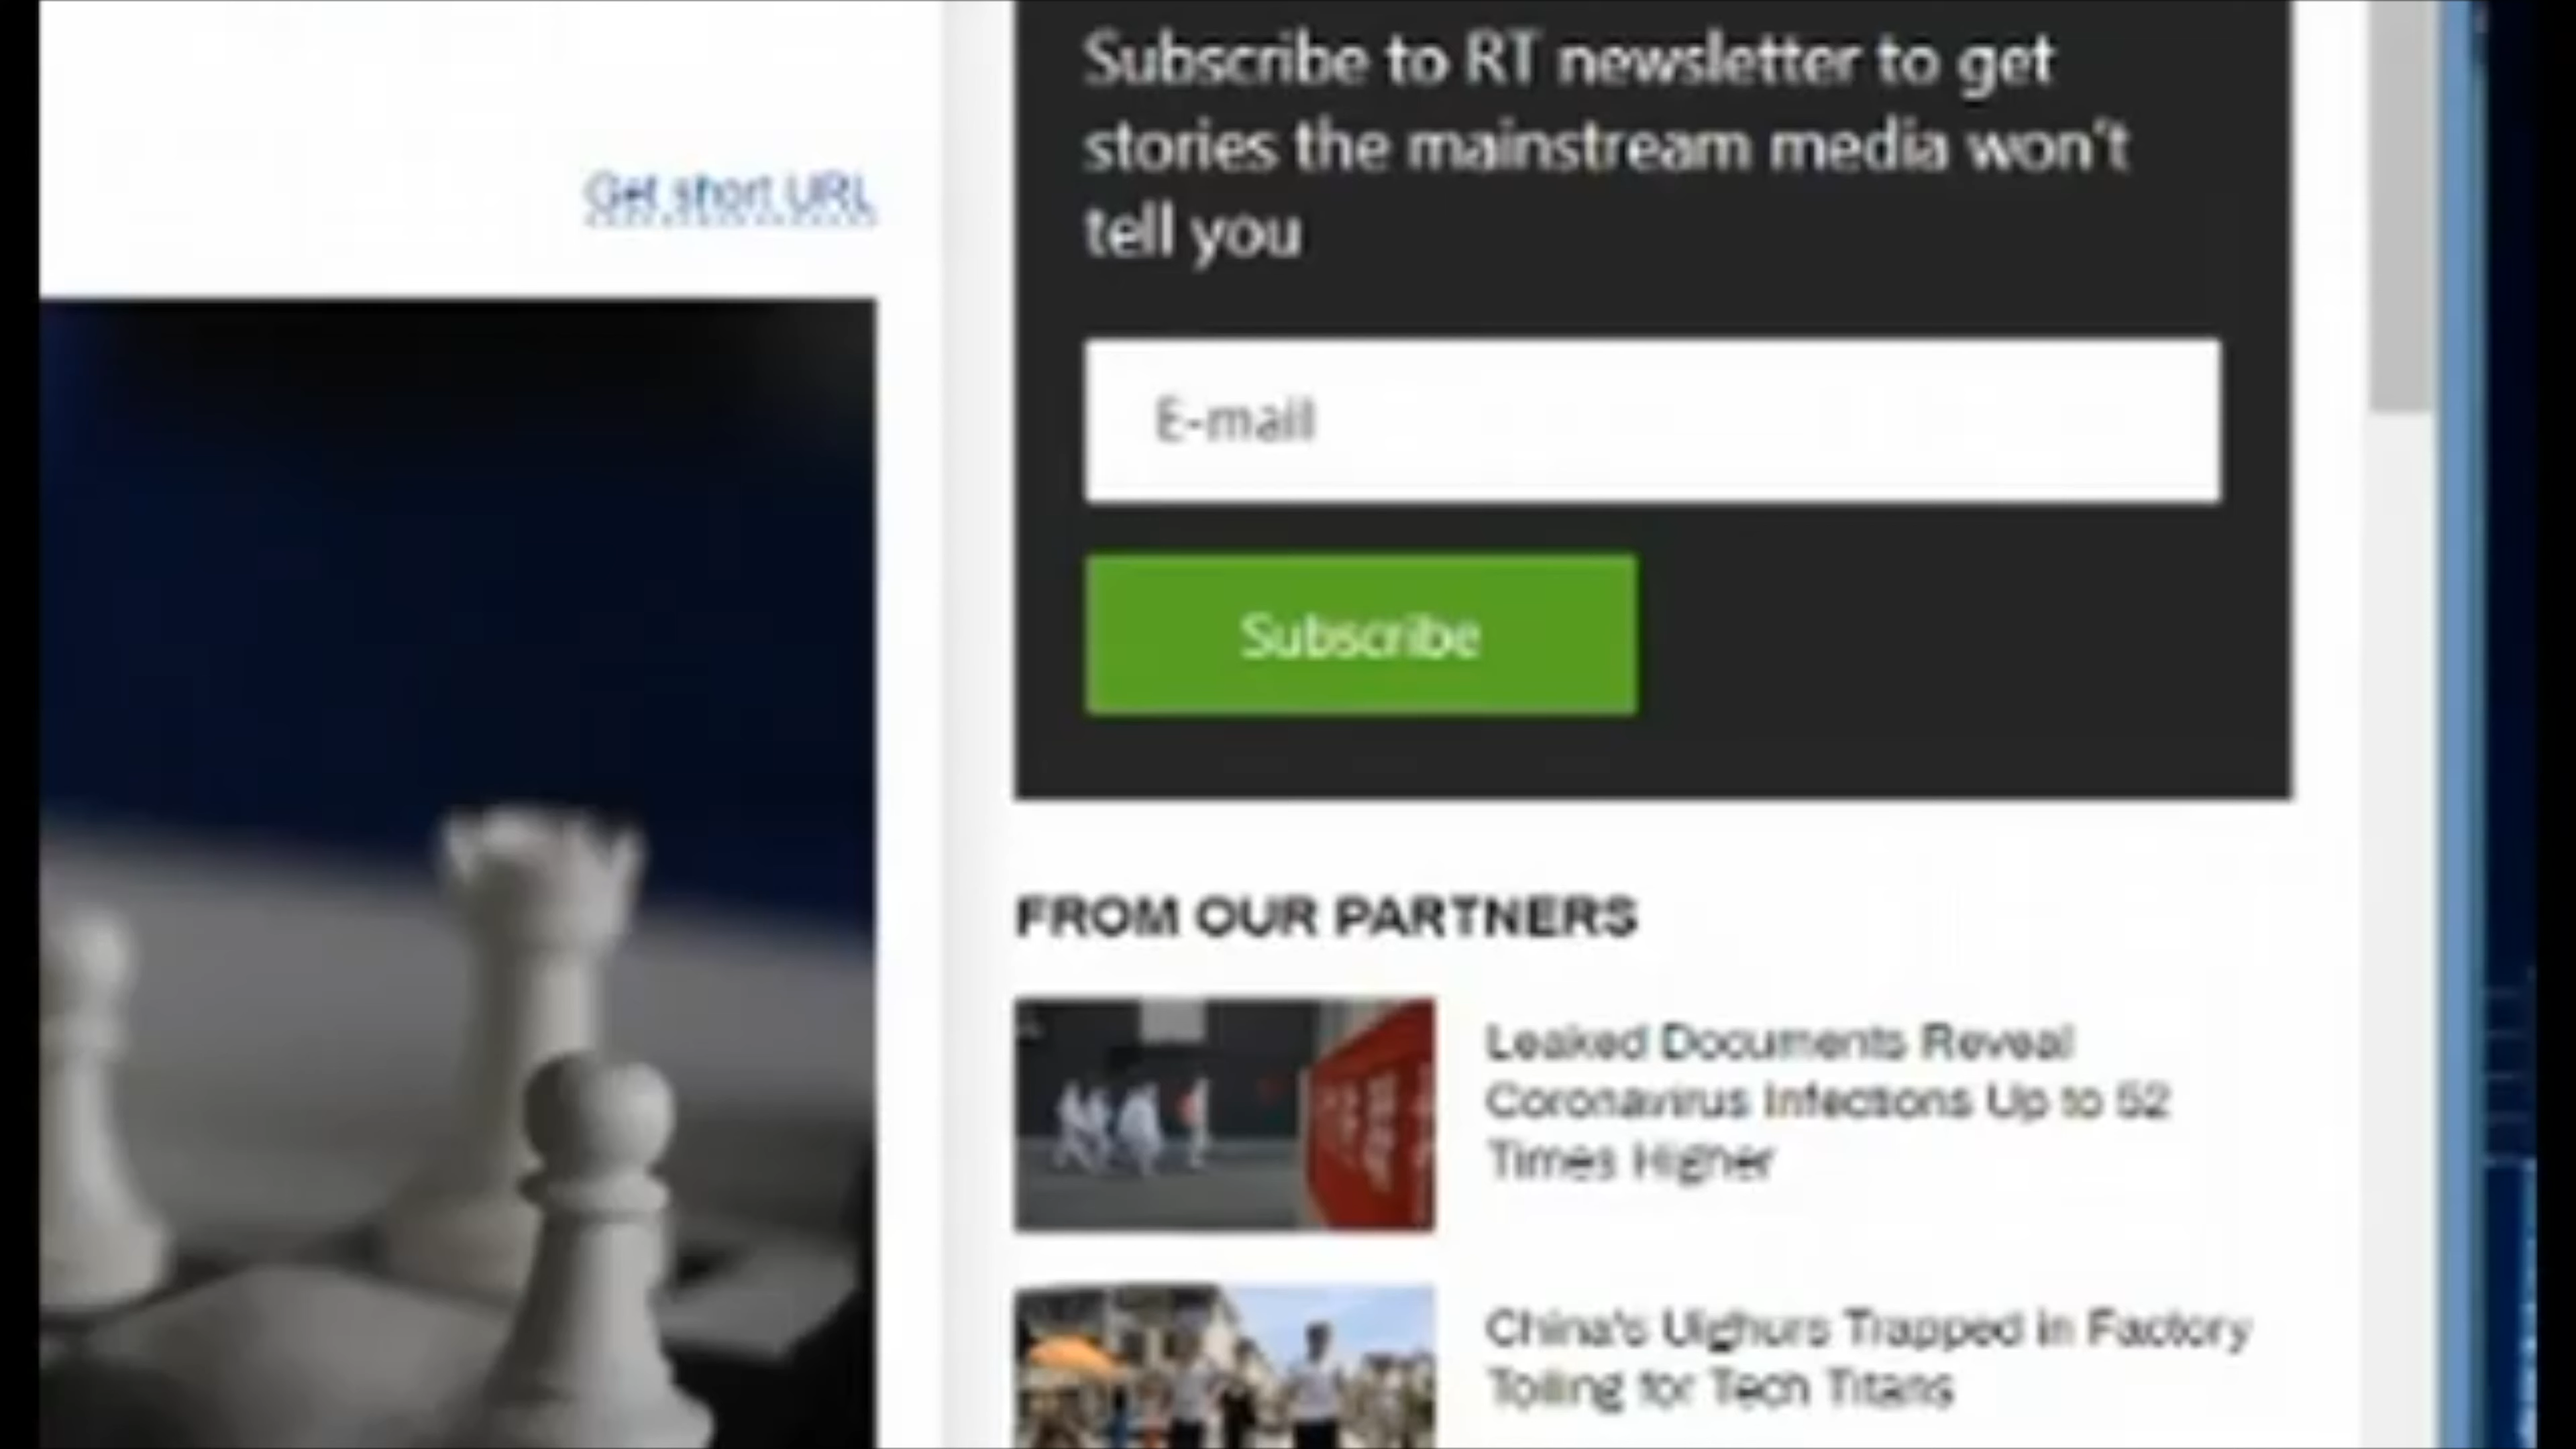 Subscribe to RT newsletter to get
stories the mainstream media won't
tell you
Get short URL
E-mail
Subscribe
FROM OUR PARTNERS
Leaked Documents Reveal
Coronavirus Infections Up to 52
Times Higher
China's Uighurs Trapped in Factory
Toiling for Tech Titans